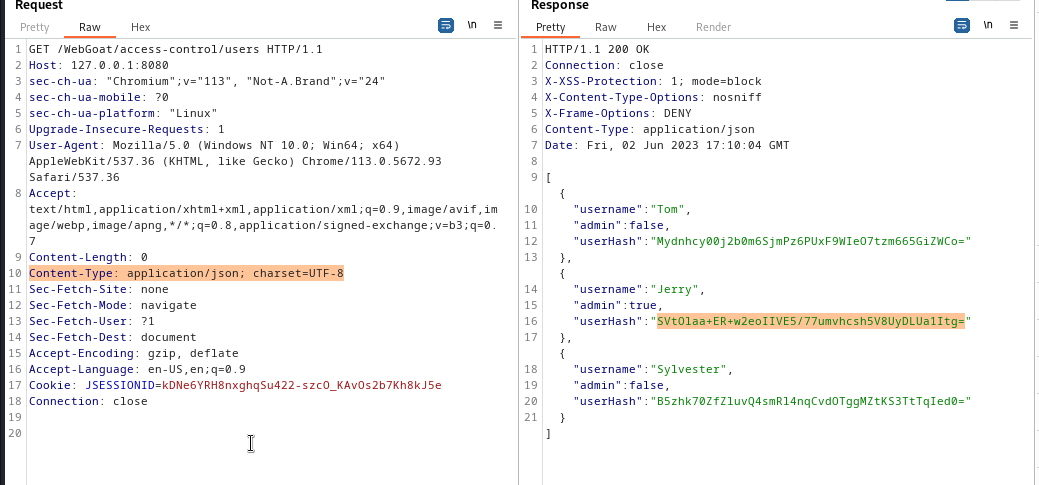 Request
Pretty Raw Hex
\n
1 GET /WebGoat/access-control/users HTTP/1.1
2 Host: 127.0.0.1:8080
3 sec-ch-ua: "Chromium";v="113", "Not-A.Brand";v="24"
4 sec-ch-ua-mobile: ?0
5 sec-ch-ua-platform: "Linux"
6 Upgrade-Insecure-Requests: 1
7 User-Agent: Mozilla/5.0 (Windows NT 10.0; Win64; x64)
AppleWebKit/537.36 (KHTML, like Gecko) Chrome/113.0.5672.93
Safari/537.36
8 Accept:
text/html,application/xhtml+xml,application/xml;q=0.9,image/avif,im
age/webp,image/apng,*/*;q=0.8,application/signed-exchange;v=b3;q=0.
7
9 Content-Length: 0
10 Content-Type: application/json; charset=UTF-8
11 Sec-Fetch-Site: none
12 Sec-Fetch-Mode: navigate
13 Sec-Fetch-User: ?1
14 Sec-Fetch-Dest: document
15 Accept-Encoding: gzip, deflate
16 Accept-Language: en-US,en;q=0.9
17 Cookie: JSESSIONID=kDNe6YRH8nxghqSu422-szcO_KAvOs2b7Kh8kJ5e
18 Connection: close
19
20
Response
Pretty Raw Hex Render
\n
1 HTTP/1.1 200 OK
2 Connection: close
3 X-XSS-Protection: 1; mode=block
4 X-Content-Type-Options: nosniff
5 X-Frame-Options: DENY
6 Content-Type: application/json
7 Date: Fri, 02 Jun 2023 17:10:04 GMT
8
9 [
{
10 "username":"Tom",
11 "admin":false,
12 "userHash":"Mydnhcy00j2b0m6SjmPz6PUxF9WIeO7tzm665GiZWCo="
13 },
{
14 "username":"Jerry",
15 "admin":true,
16 "userHash":"SVtOlaa+ER+w2eoIIVE5/77umvhcsh5V8UyDLUa1Itg="
17 },
{
18 "username":"Sylvester",
19 "admin":false,
20 "userHash":"B5zhk70ZfZluvQ4smRl4nqCvdOTggMZtKS3TtTqIed0="
21 }
]